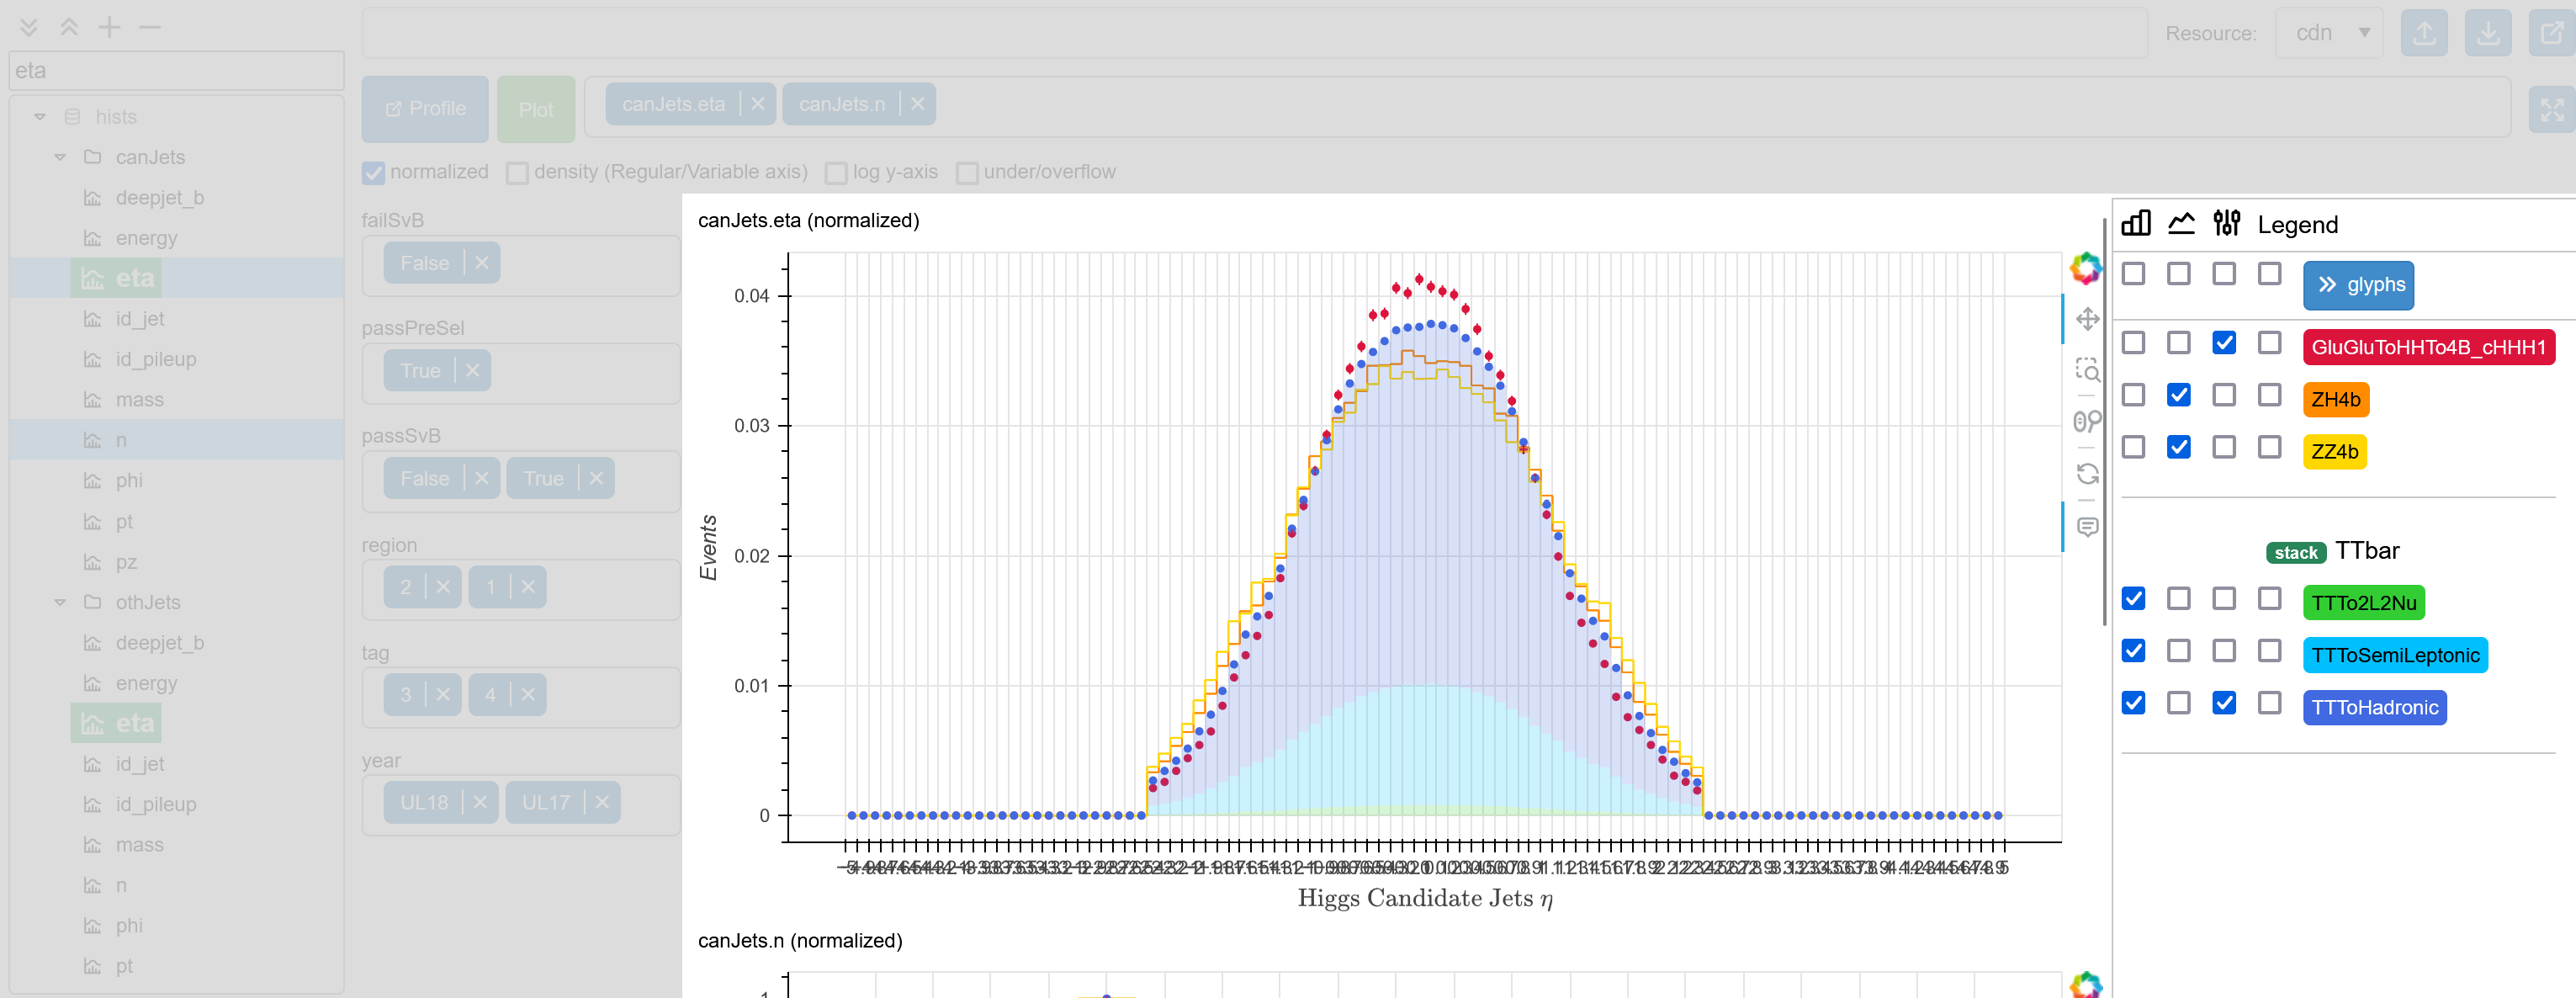 eta
Resource: cdn
Profile
Plot
canJets.eta
canJets.n
normalized
density (Regular/Variable axis)
log y-axis
under/overflow
hists
canJets
deepjet_b
energy
eta
id_jet
id_pileup
mass
n
phi
pt
pz
othJets
deepjet_b
energy
eta
id_jet
id_pileup
mass
n
phi
pt
failSvB
False
passPreSel
True
passSvB
False True
region
2 1
tag
3 4
year
UL18 UL17
canJets.eta (normalized)
Events
0.04
0.03
0.02
0.01
0
Higgs Candidate Jets η
canJets.n (normalized)
1
Legend
glyphs
GluGluToHHTo4B_cHHH1
ZH4b
ZZ4b
stack TTbar
TTTo2L2Nu
TTToSemiLeptonic
TTToHadronic